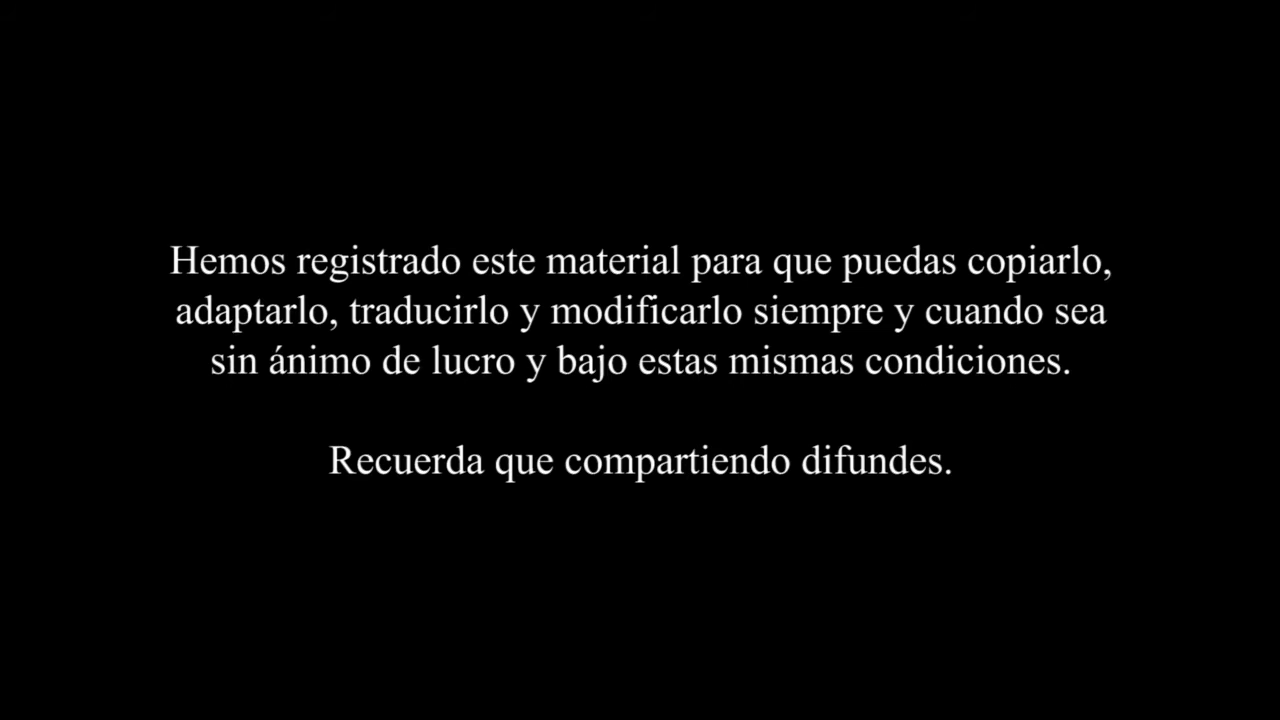 Hemos registrado este material para que puedas copiarlo,
adaptarlo, traducirlo y modificarlo siempre y cuando sea
sin ánimo de lucro y bajo estas mismas condiciones.
Recuerda que compartiendo difundes.